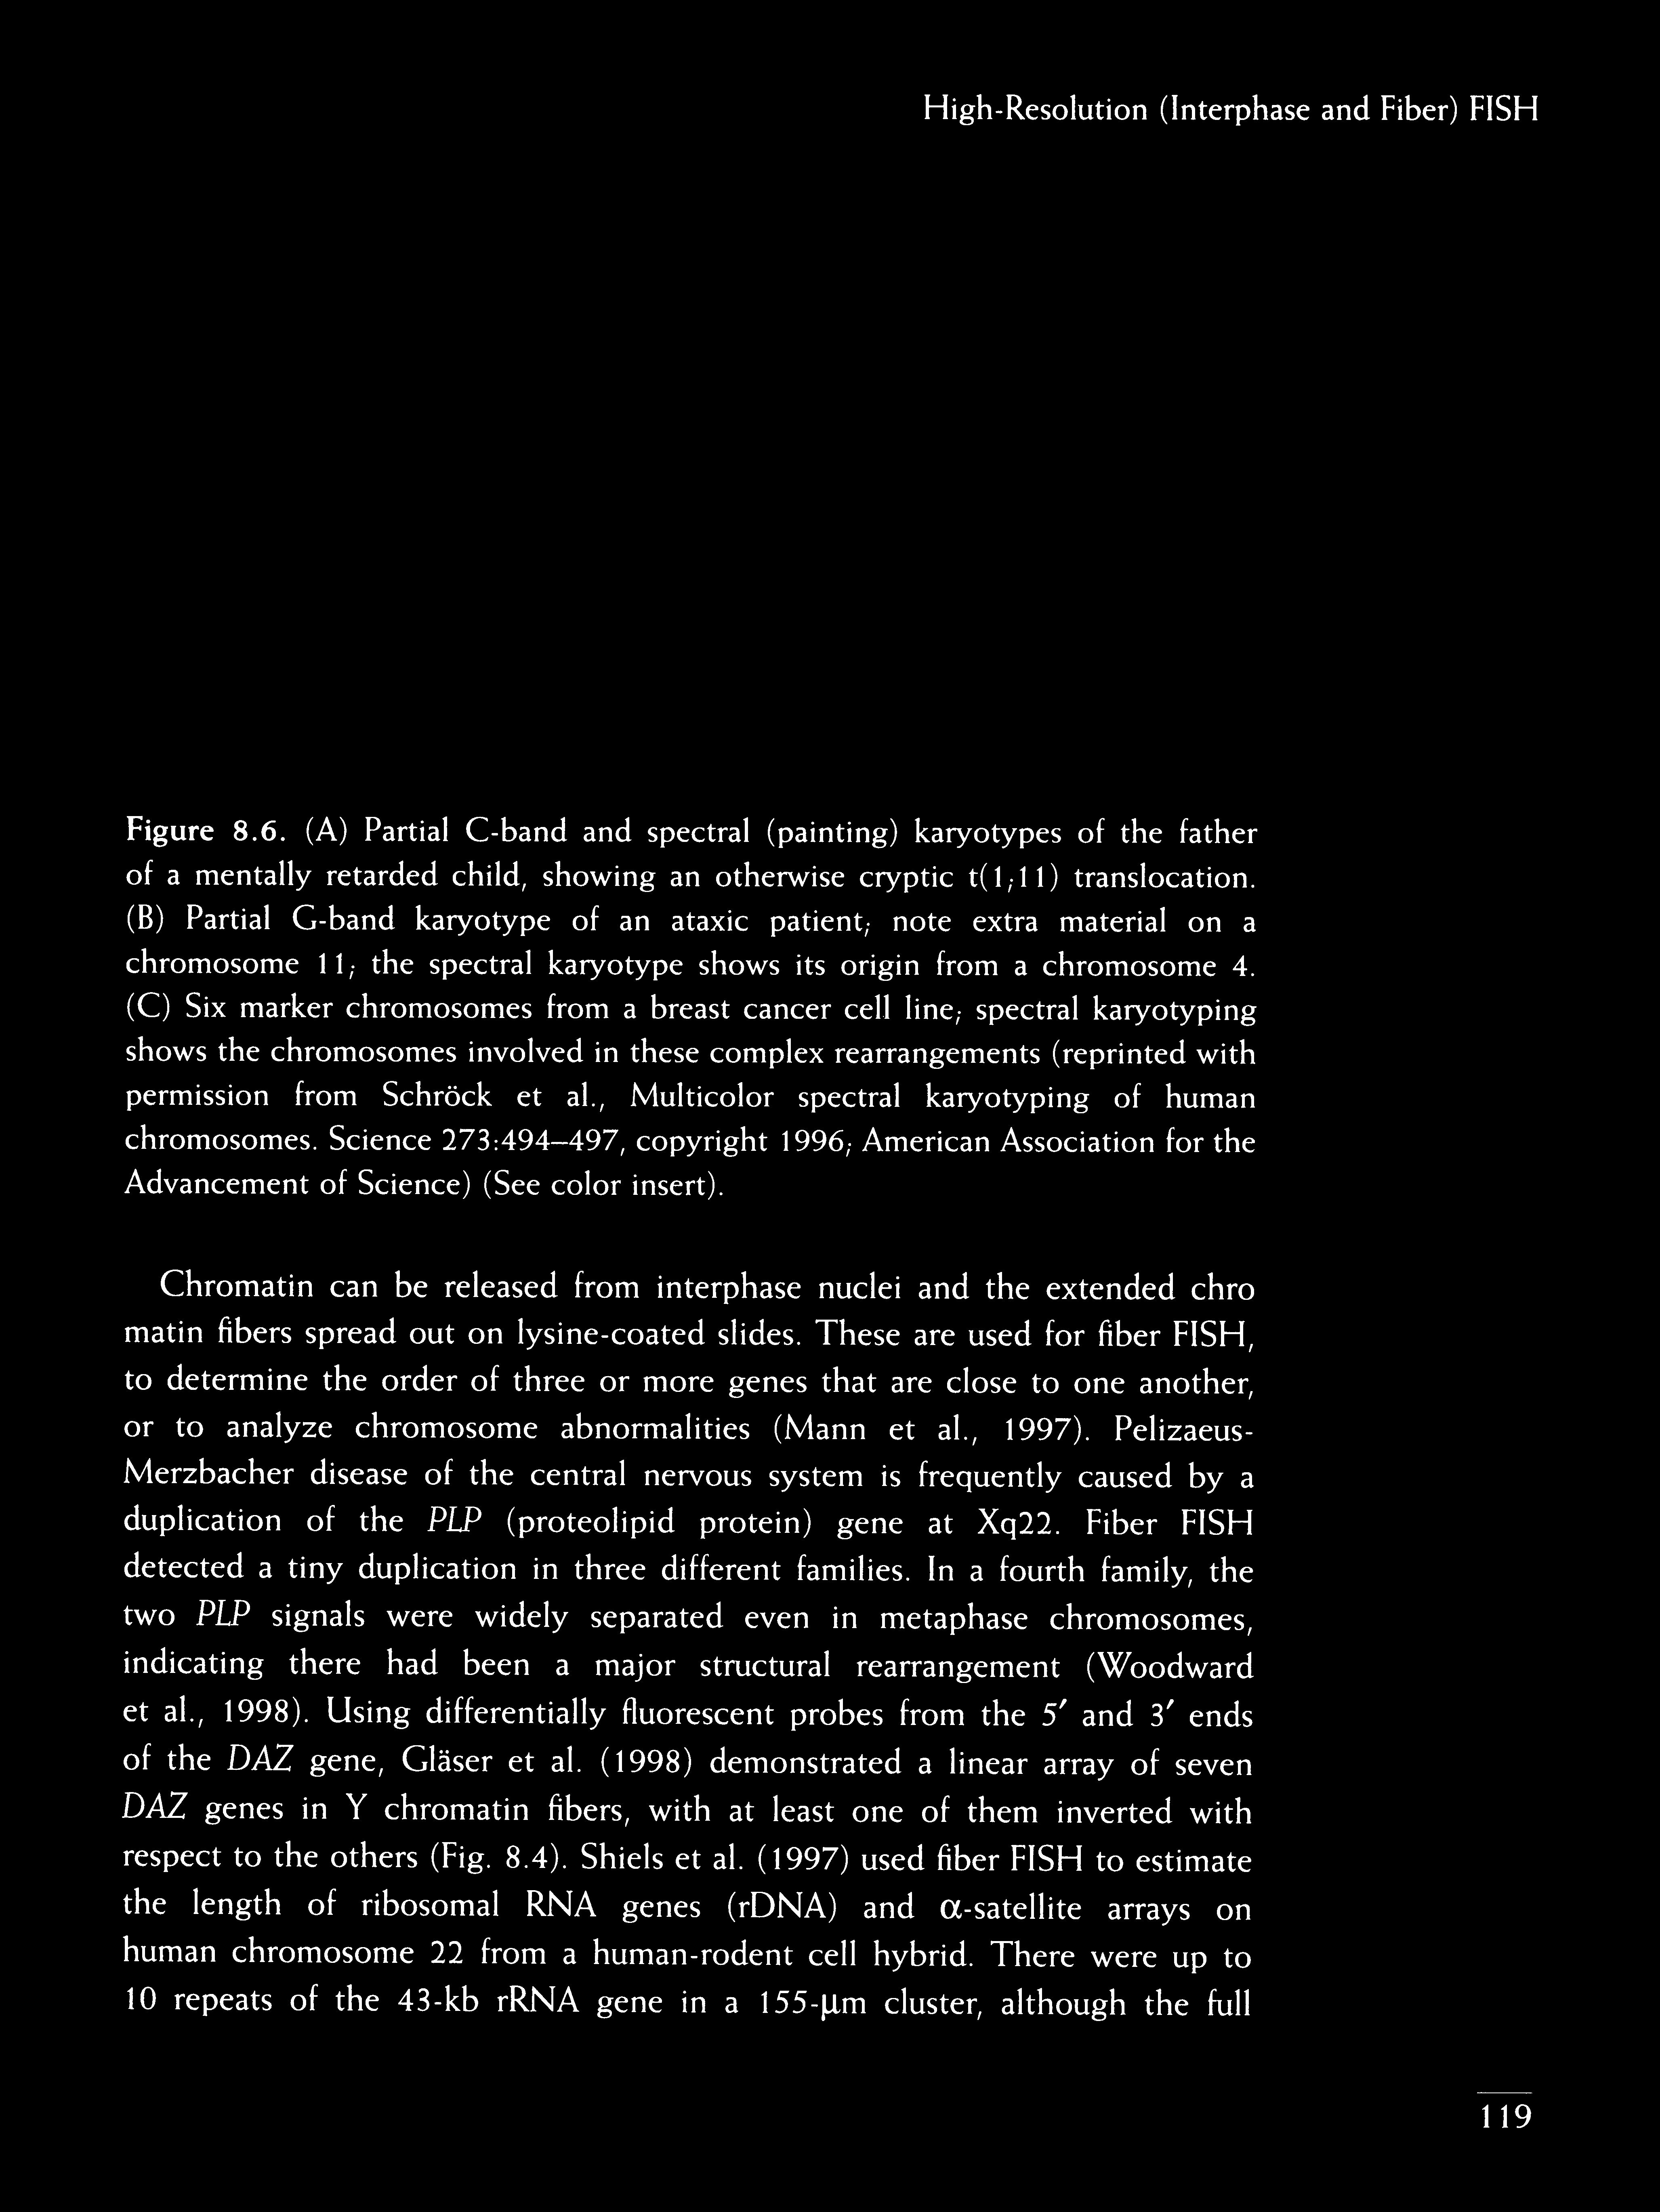 High-Resolution (Interphase and Fiber) FISH
Figure 8.6. (A) Partial C-band and spectral (painting) karyotypes of the father
of a mentally retarded child, showing an otherwise cryptic t(1;11) translocation.
(B) Partial G-band karyotype of an ataxic patient; note extra material on a
chromosome 11; the spectral karyotype shows its origin from a chromosome 4.
(C) Six marker chromosomes from a breast cancer cell line; spectral karyotyping
shows the chromosomes involved in these complex rearrangements (reprinted with
permission from Schröck et al., Multicolor spectral karyotyping of human
chromosomes. Science 273:494–497, copyright 1996; American Association for the
Advancement of Science) (See color insert).
Chromatin can be released from interphase nuclei and the extended chro
matin fibers spread out on lysine-coated slides. These are used for fiber FISH,
to determine the order of three or more genes that are close to one another,
or to analyze chromosome abnormalities (Mann et al., 1997). Pelizaeus-
Merzbacher disease of the central nervous system is frequently caused by a
duplication of the PLP (proteolipid protein) gene at Xq22. Fiber FISH
detected a tiny duplication in three different families. In a fourth family, the
two PLP signals were widely separated even in metaphase chromosomes,
indicating there had been a major structural rearrangement (Woodward
et al., 1998). Using differentially fluorescent probes from the 5′ and 3′ ends
of the DAZ gene, Gläser et al. (1998) demonstrated a linear array of seven
DAZ genes in Y chromatin fibers, with at least one of them inverted with
respect to the others (Fig. 8.4). Shiels et al. (1997) used fiber FISH to estimate
the length of ribosomal RNA genes (rDNA) and α-satellite arrays on
human chromosome 22 from a human-rodent cell hybrid. There were up to
10 repeats of the 43-kb rRNA gene in a 155-μm cluster, although the full
119